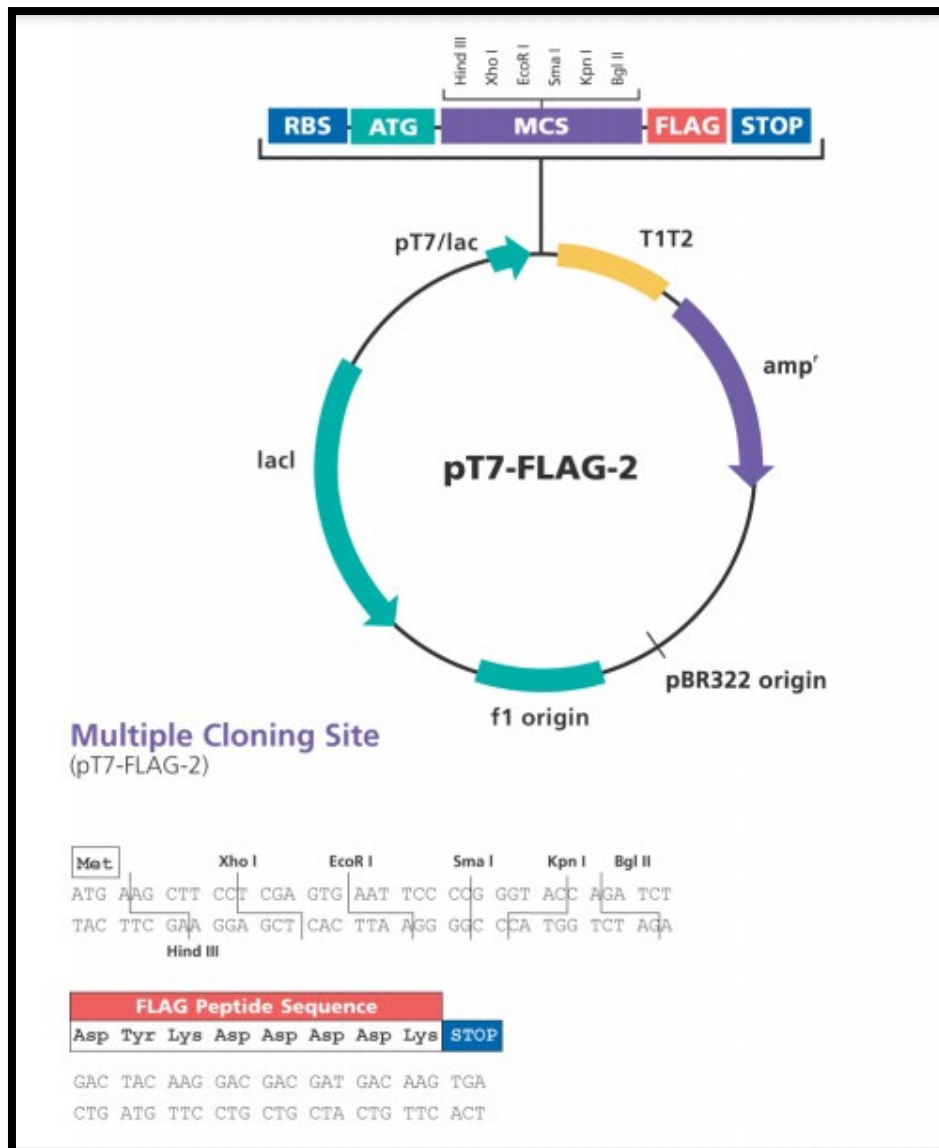 Hind III
Xho I
EcoR I
Sma I
Kpn I
Bgl II
RBS ATG MCS FLAG STOP
pT7/lac
T1T2
ampʳ
lacI
pT7-FLAG-2
pBR322 origin
f1 origin
Multiple Cloning Site
(pT7-FLAG-2)
Met
Xho I EcoR I Sma I Kpn I Bgl II
ATG AAG CTT CCT CGA GTG AAT TCC CCG GGT ACC AGA TCT
TAC TTC GAA GGA GCT CAC TTA AGG GGC CCA TGG TCT AGA
Hind III
FLAG Peptide Sequence
Asp Tyr Lys Asp Asp Asp Asp Lys STOP
GAC TAC AAG GAC GAC GAT GAC AAG TGA
CTG ATG TTC CTG CTG CTA CTG TTC ACT